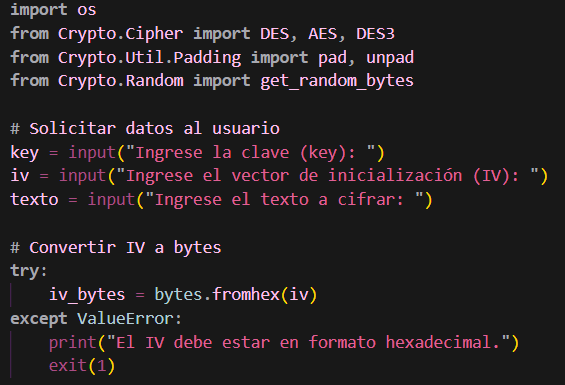 import os
from Crypto.Cipher import DES, AES, DES3
from Crypto.Util.Padding import pad, unpad
from Crypto.Random import get_random_bytes

# Solicitar datos al usuario
key = input("Ingrese la clave (key): ")
iv = input("Ingrese el vector de inicialización (IV): ")
texto = input("Ingrese el texto a cifrar: ")

# Convertir IV a bytes
try:
    iv_bytes = bytes.fromhex(iv)
except ValueError:
    print("El IV debe estar en formato hexadecimal.")
    exit(1)